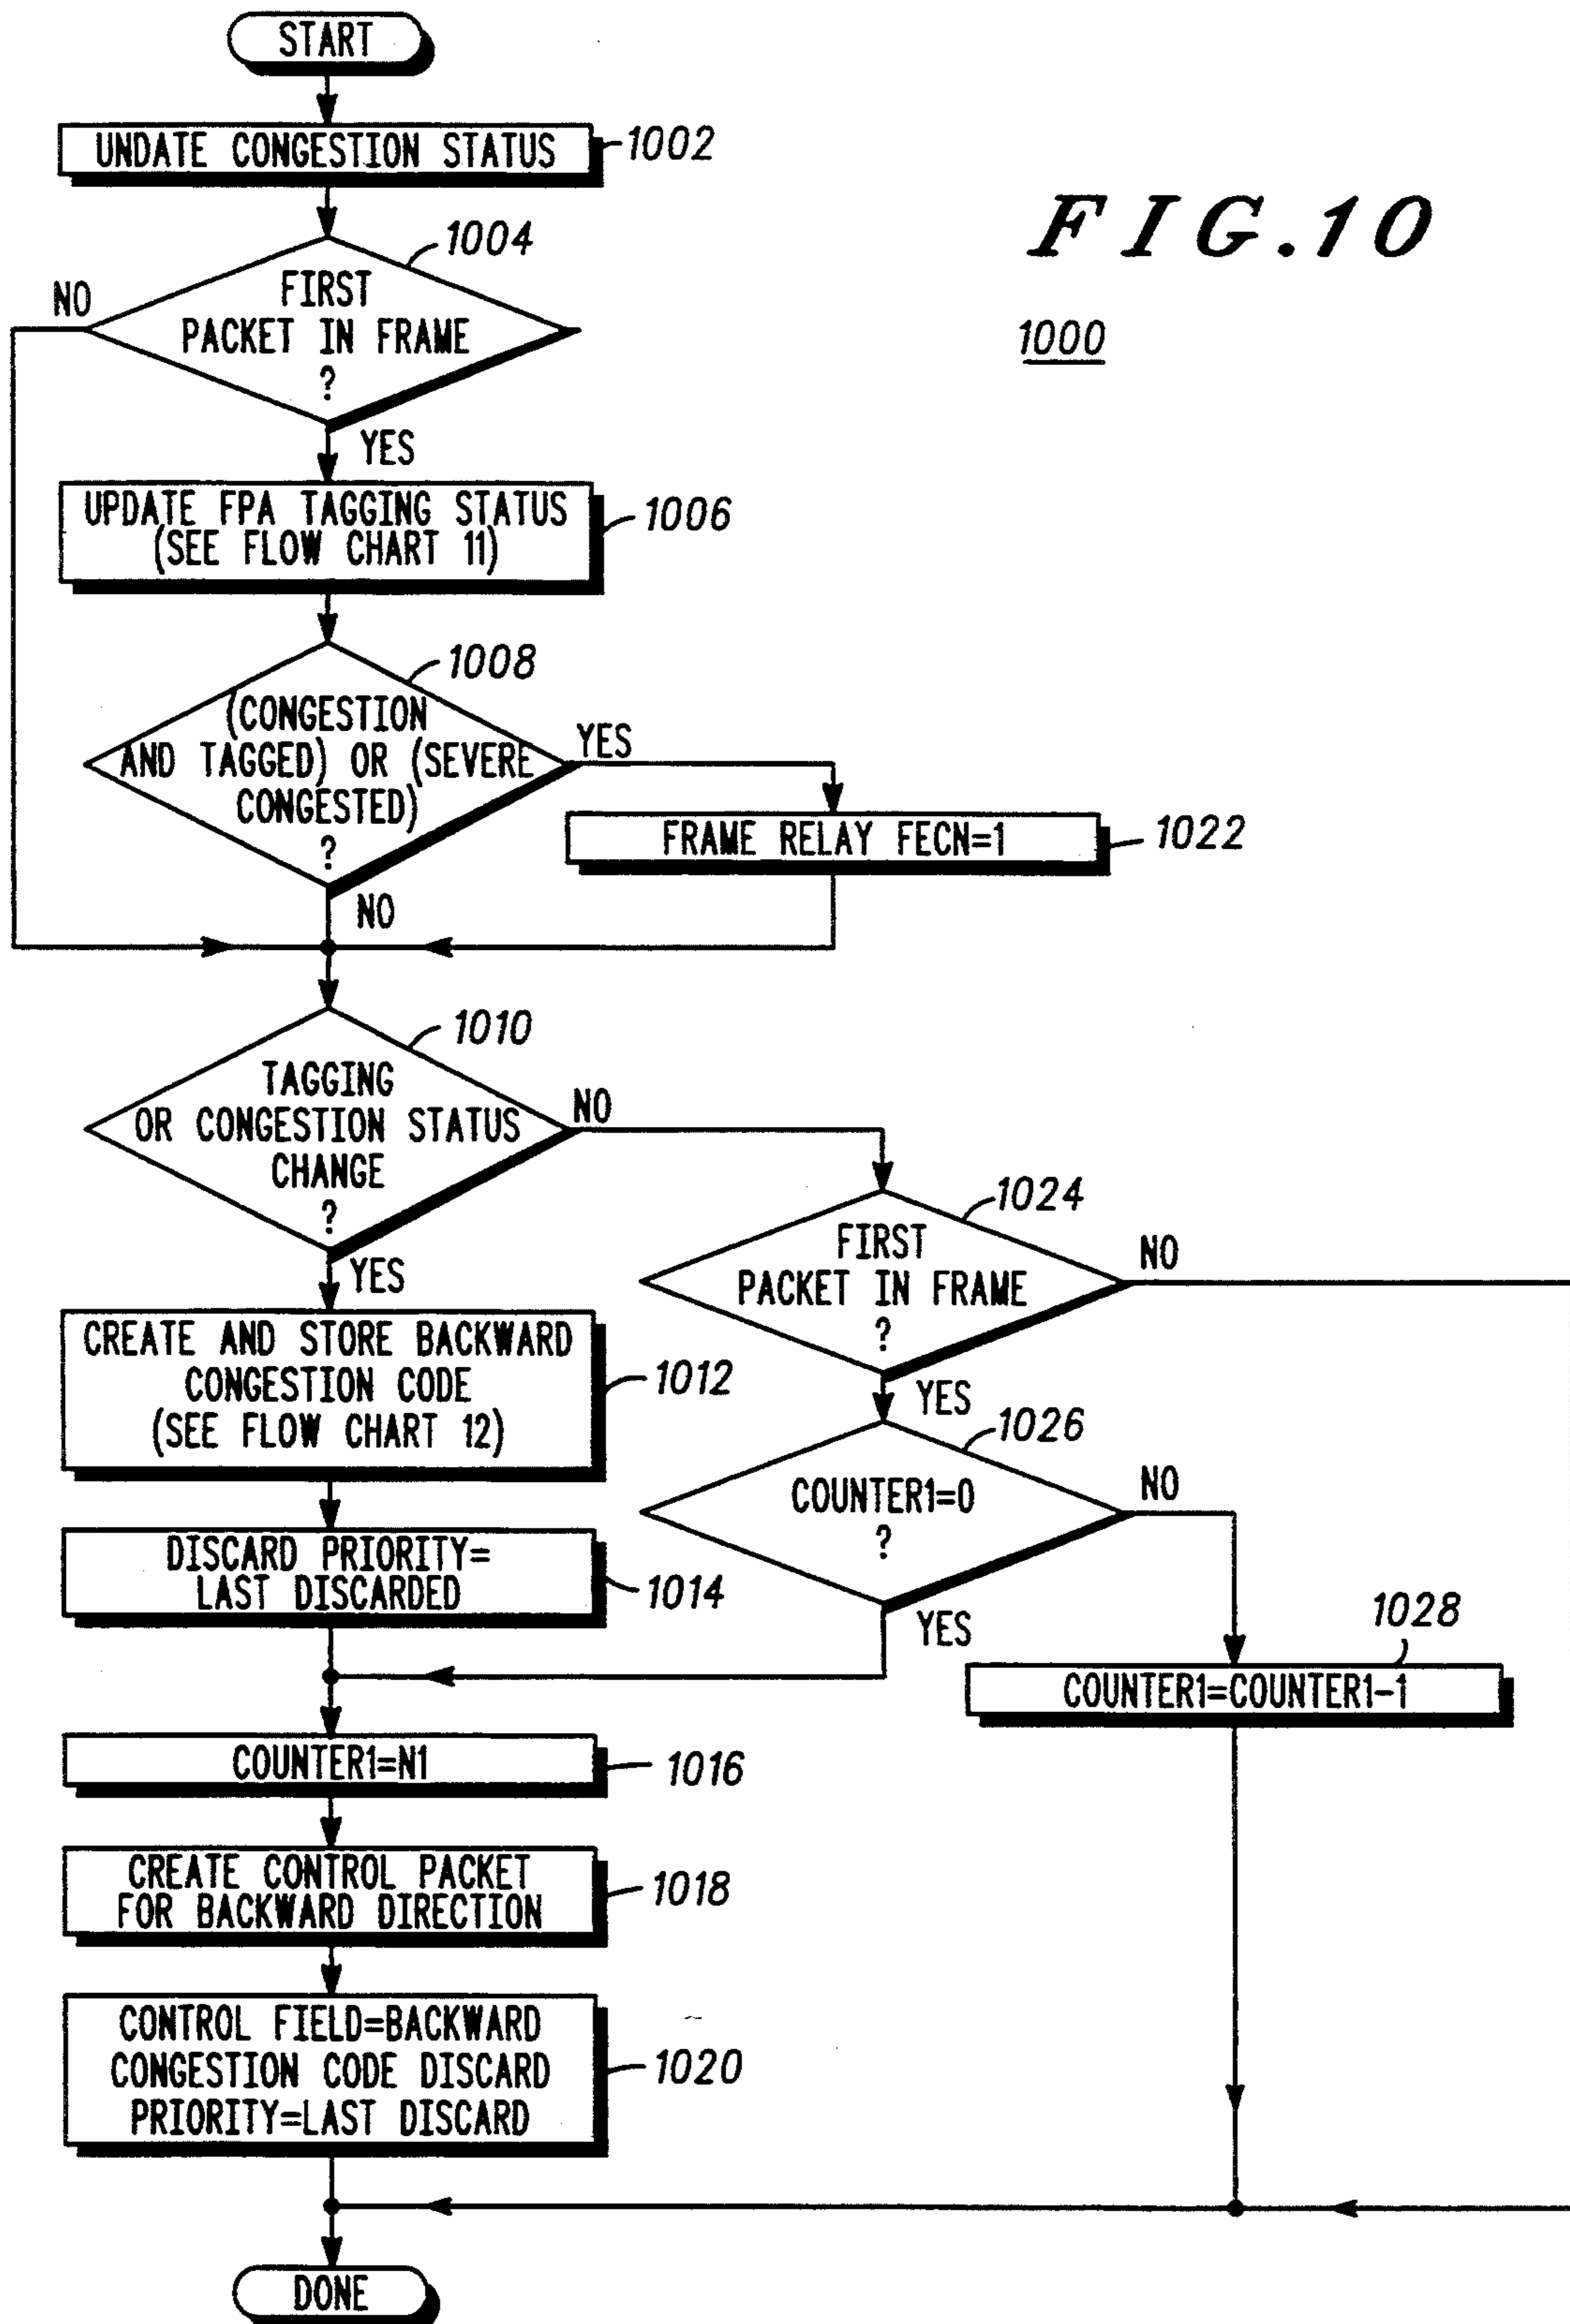 START
UNDATE CONGESTION STATUS
1002
FIG.10
1000
1004
FIRST
PACKET IN FRAME
?
NO
YES
UPDATE FPA TAGGING STATUS
(SEE FLOW CHART 11)
1006
1008
(CONGESTION
AND TAGGED) OR (SEVERE
CONGESTED)
?
YES
NO
FRAME RELAY FECN=1
1022
1010
TAGGING
OR CONGESTION STATUS
CHANGE
?
NO
YES
1024
FIRST
PACKET IN FRAME
?
NO
YES
CREATE AND STORE BACKWARD
CONGESTION CODE
(SEE FLOW CHART 12)
1012
1026
COUNTER1=0
?
NO
YES
DISCARD PRIORITY=
LAST DISCARDED
1014
1028
COUNTER1=COUNTER1-1
COUNTER1=N1
1016
CREATE CONTROL PACKET
FOR BACKWARD DIRECTION
1018
CONTROL FIELD=BACKWARD
CONGESTION CODE DISCARD
PRIORITY=LAST DISCARD
1020
DONE